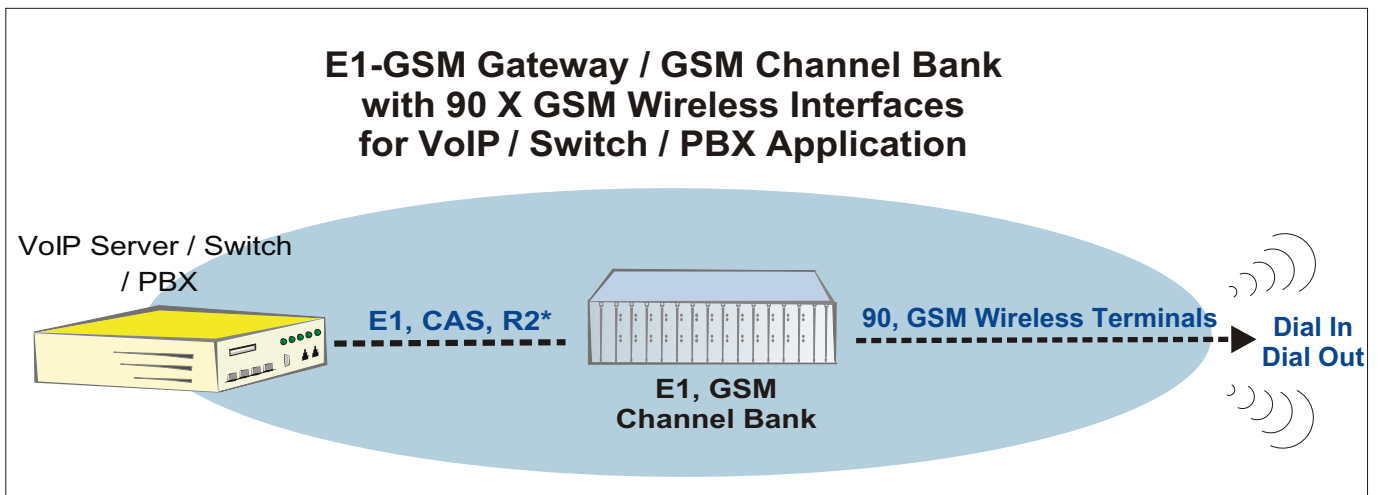 E1-GSM Gateway / GSM Channel Bank
with 90 X GSM Wireless Interfaces
for VoIP / Switch / PBX Application
VoIP Server / Switch
/ PBX
E1, CAS, R2*
90, GSM Wireless Terminals
Dial In
Dial Out
E1, GSM
Channel Bank